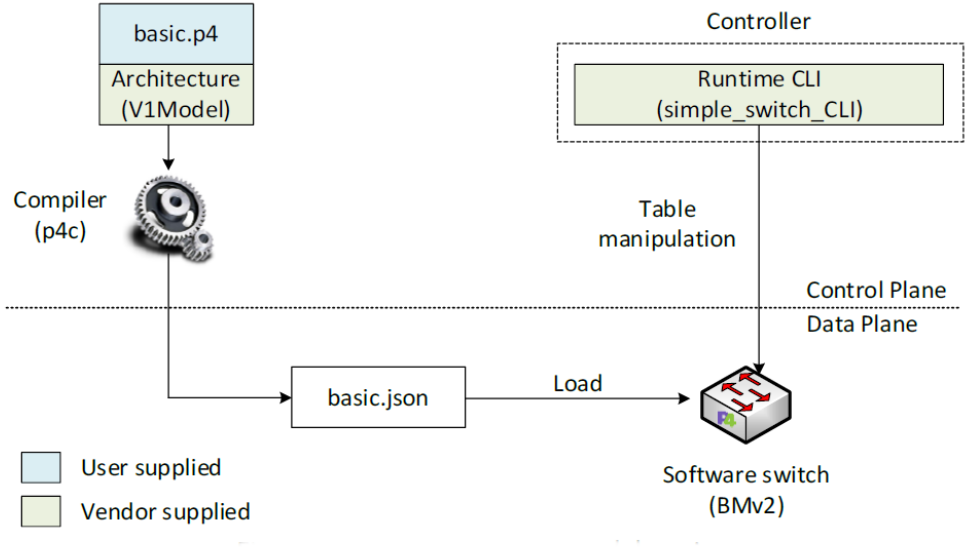 basic.p4
Architecture
(V1Model)
Compiler
(p4c)
Controller
Runtime CLI
(simple_switch_CLI)
Table
manipulation
Control Plane
Data Plane
basic.json
Load
P4
Software switch
(BMv2)
User supplied
Vendor supplied